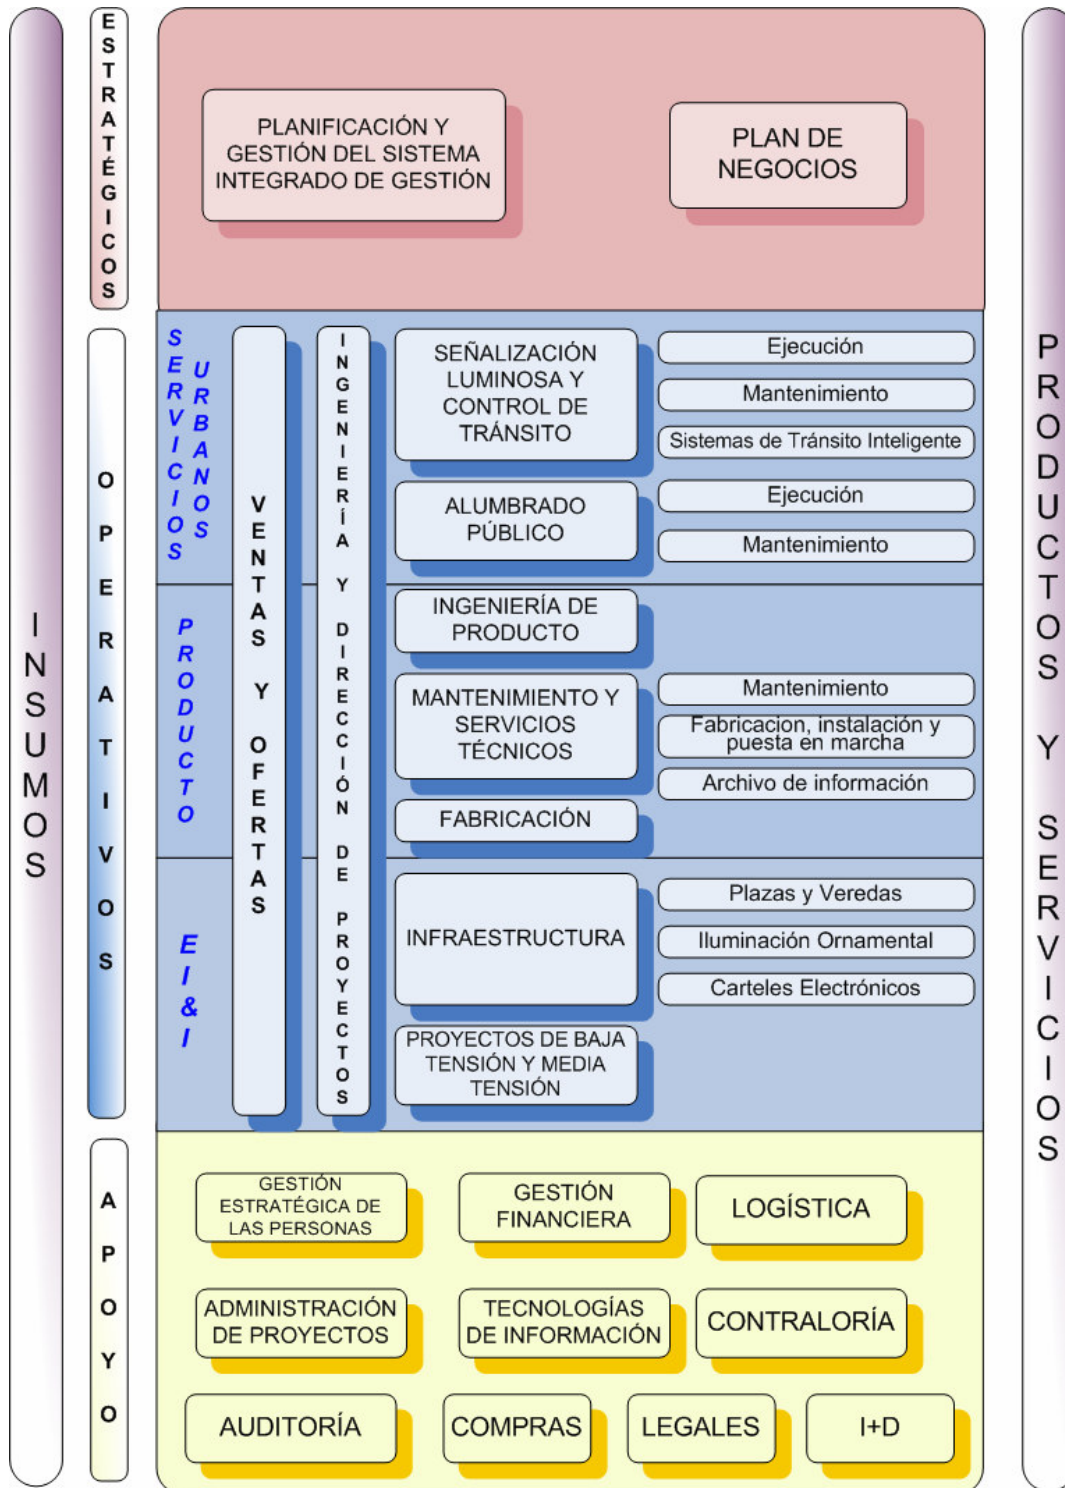 INSUMOS
ESTRATÉGICOS
PLANIFICACIÓN Y
GESTIÓN DEL SISTEMA
INTEGRADO DE GESTIÓN
PLAN DE
NEGOCIOS
OPERATIVOS
SERVICIOS
URBANOS
VENTAS Y OFERTAS
INGENIERÍA Y DIRECCIÓN DE PROYECTOS
SEÑALIZACIÓN
LUMINOSA Y
CONTROL DE
TRÁNSITO
Ejecución
Mantenimiento
Sistemas de Tránsito Inteligente
ALUMBRADO
PÚBLICO
Ejecución
Mantenimiento
PRODUCTO
INGENIERÍA DE
PRODUCTO
MANTENIMIENTO Y
SERVICIOS
TÉCNICOS
Mantenimiento
Fabricacion, instalación y
puesta en marcha
Archivo de información
FABRICACIÓN
EI&I
INFRAESTRUCTURA
Plazas y Veredas
Iluminación Ornamental
Carteles Electrónicos
PROYECTOS DE BAJA
TENSIÓN Y MEDIA
TENSIÓN
APOYO
GESTIÓN
ESTRATÉGICA DE
LAS PERSONAS
GESTIÓN
FINANCIERA
LOGÍSTICA
ADMINISTRACIÓN
DE PROYECTOS
TECNOLOGÍAS
DE INFORMACIÓN
CONTRALORÍA
AUDITORÍA
COMPRAS
LEGALES
I+D
PRODUCTOS Y SERVICIOS